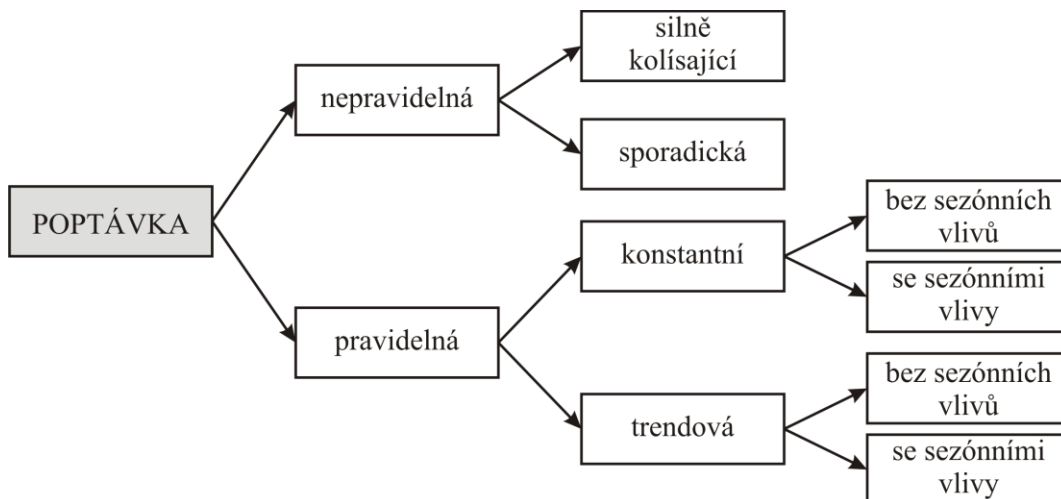 silně
kolísající
nepravidelná
sporadická
POPTÁVKA
bez sezónních
vlivů
konstantní
se sezónními
vlivy
pravidelná
bez sezónních
vlivů
trendová
se sezónními
vlivy